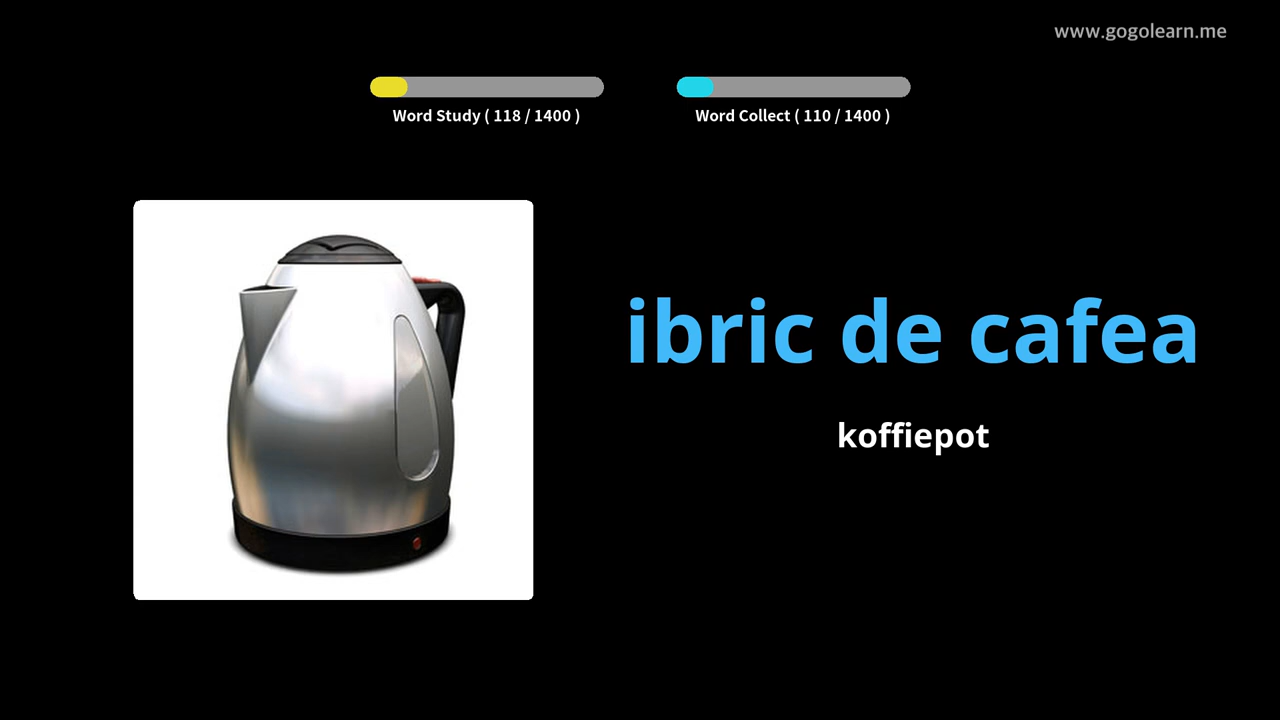 www.gogolearn.me
Word Study ( 118 / 1400 )
Word Collect ( 110 / 1400 )
ibric de cafea
koffiepot